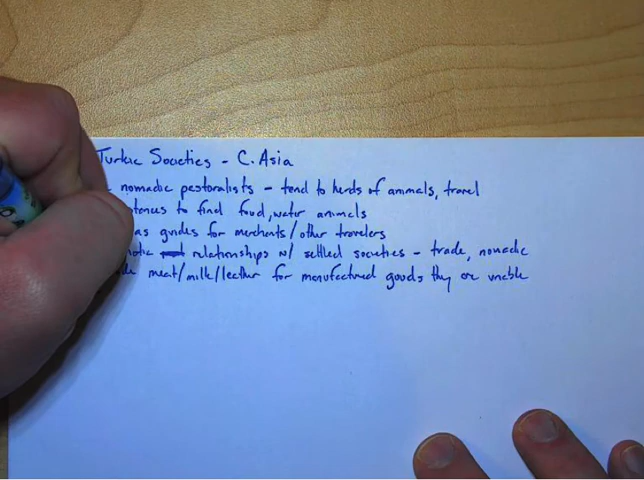 Turkic Societies - C. Asia
nomadic pastoralists - tend to herds of animals, travel
to find food, water animals
as guides for merchants/other travelers
relationships w/ settled societies - trade, nomadic
meat/milk/leather for manufactured goods they are unable